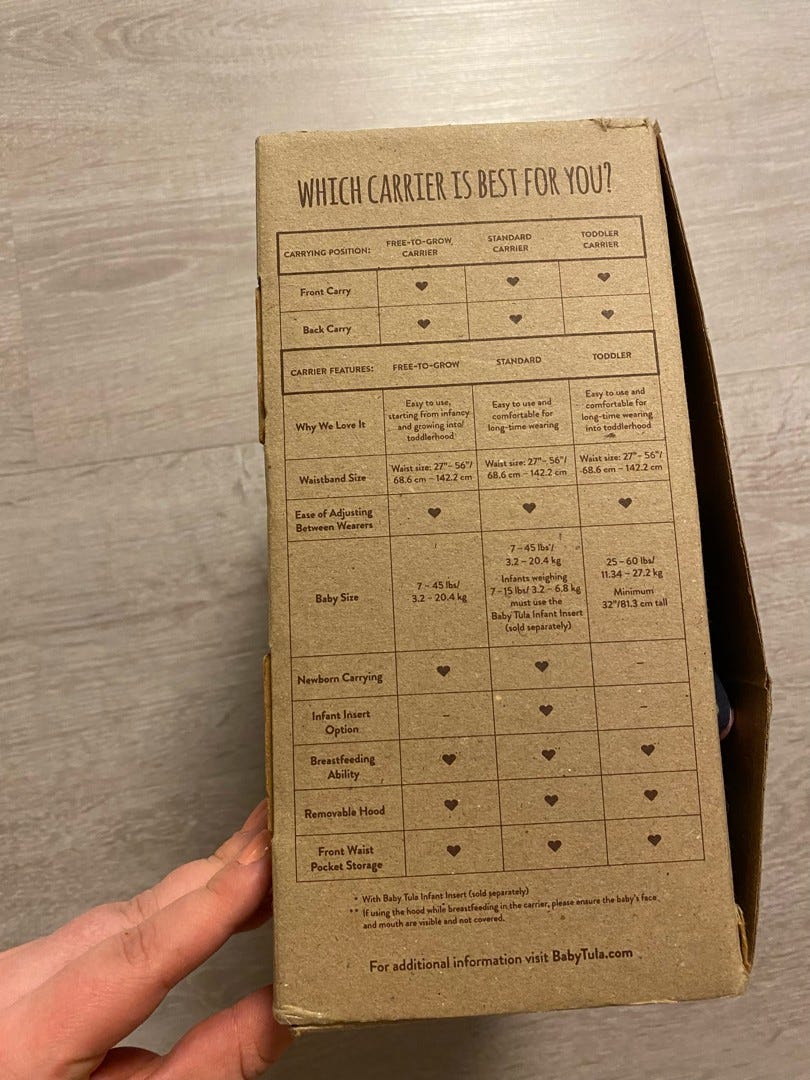 WHICH CARRIER IS BEST FOR YOU?
CARRYING POSITION: FREE-TO-GROW CARRIER STANDARD CARRIER TODDLER CARRIER
Front Carry ♥ ♥ ♥
Back Carry ♥ ♥ ♥
CARRIER FEATURES: FREE-TO-GROW STANDARD TODDLER
Why We Love It
Easy to use,
starting from infancy
and growing into
toddlerhood
Easy to use and
comfortable for
long-time wearing
Easy to use and
comfortable for
long-time wearing
into toddlerhood
Waistband Size
Waist size: 27"– 56"/
68.6 cm – 142.2 cm
Waist size: 27"– 56"/
68.6 cm – 142.2 cm
Waist size: 27"– 56"/
68.6 cm – 142.2 cm
Ease of Adjusting
Between Wearers
♥ ♥ ♥
Baby Size
7 – 45 lbs/
3.2 – 20.4 kg
7 – 45 lbs/
3.2 – 20.4 kg
Infants weighing
7 –15 lbs/ 3.2 – 6.8 kg
must use the
Baby Tula Infant Insert
(sold separately)
25 – 60 lbs/
11.34 – 27.2 kg
Minimum
32"/81.3 cm tall
Newborn Carrying ♥ ♥ –
Infant Insert
Option
– ♥ –
Breastfeeding
Ability
♥ ♥ ♥
Removable Hood ♥ ♥ ♥
Front Waist
Pocket Storage
♥ ♥ ♥
* With Baby Tula Infant Insert (sold separately)
** If using the hood while breastfeeding in the carrier, please ensure the baby's face
and mouth are visible and not covered.
For additional information visit BabyTula.com